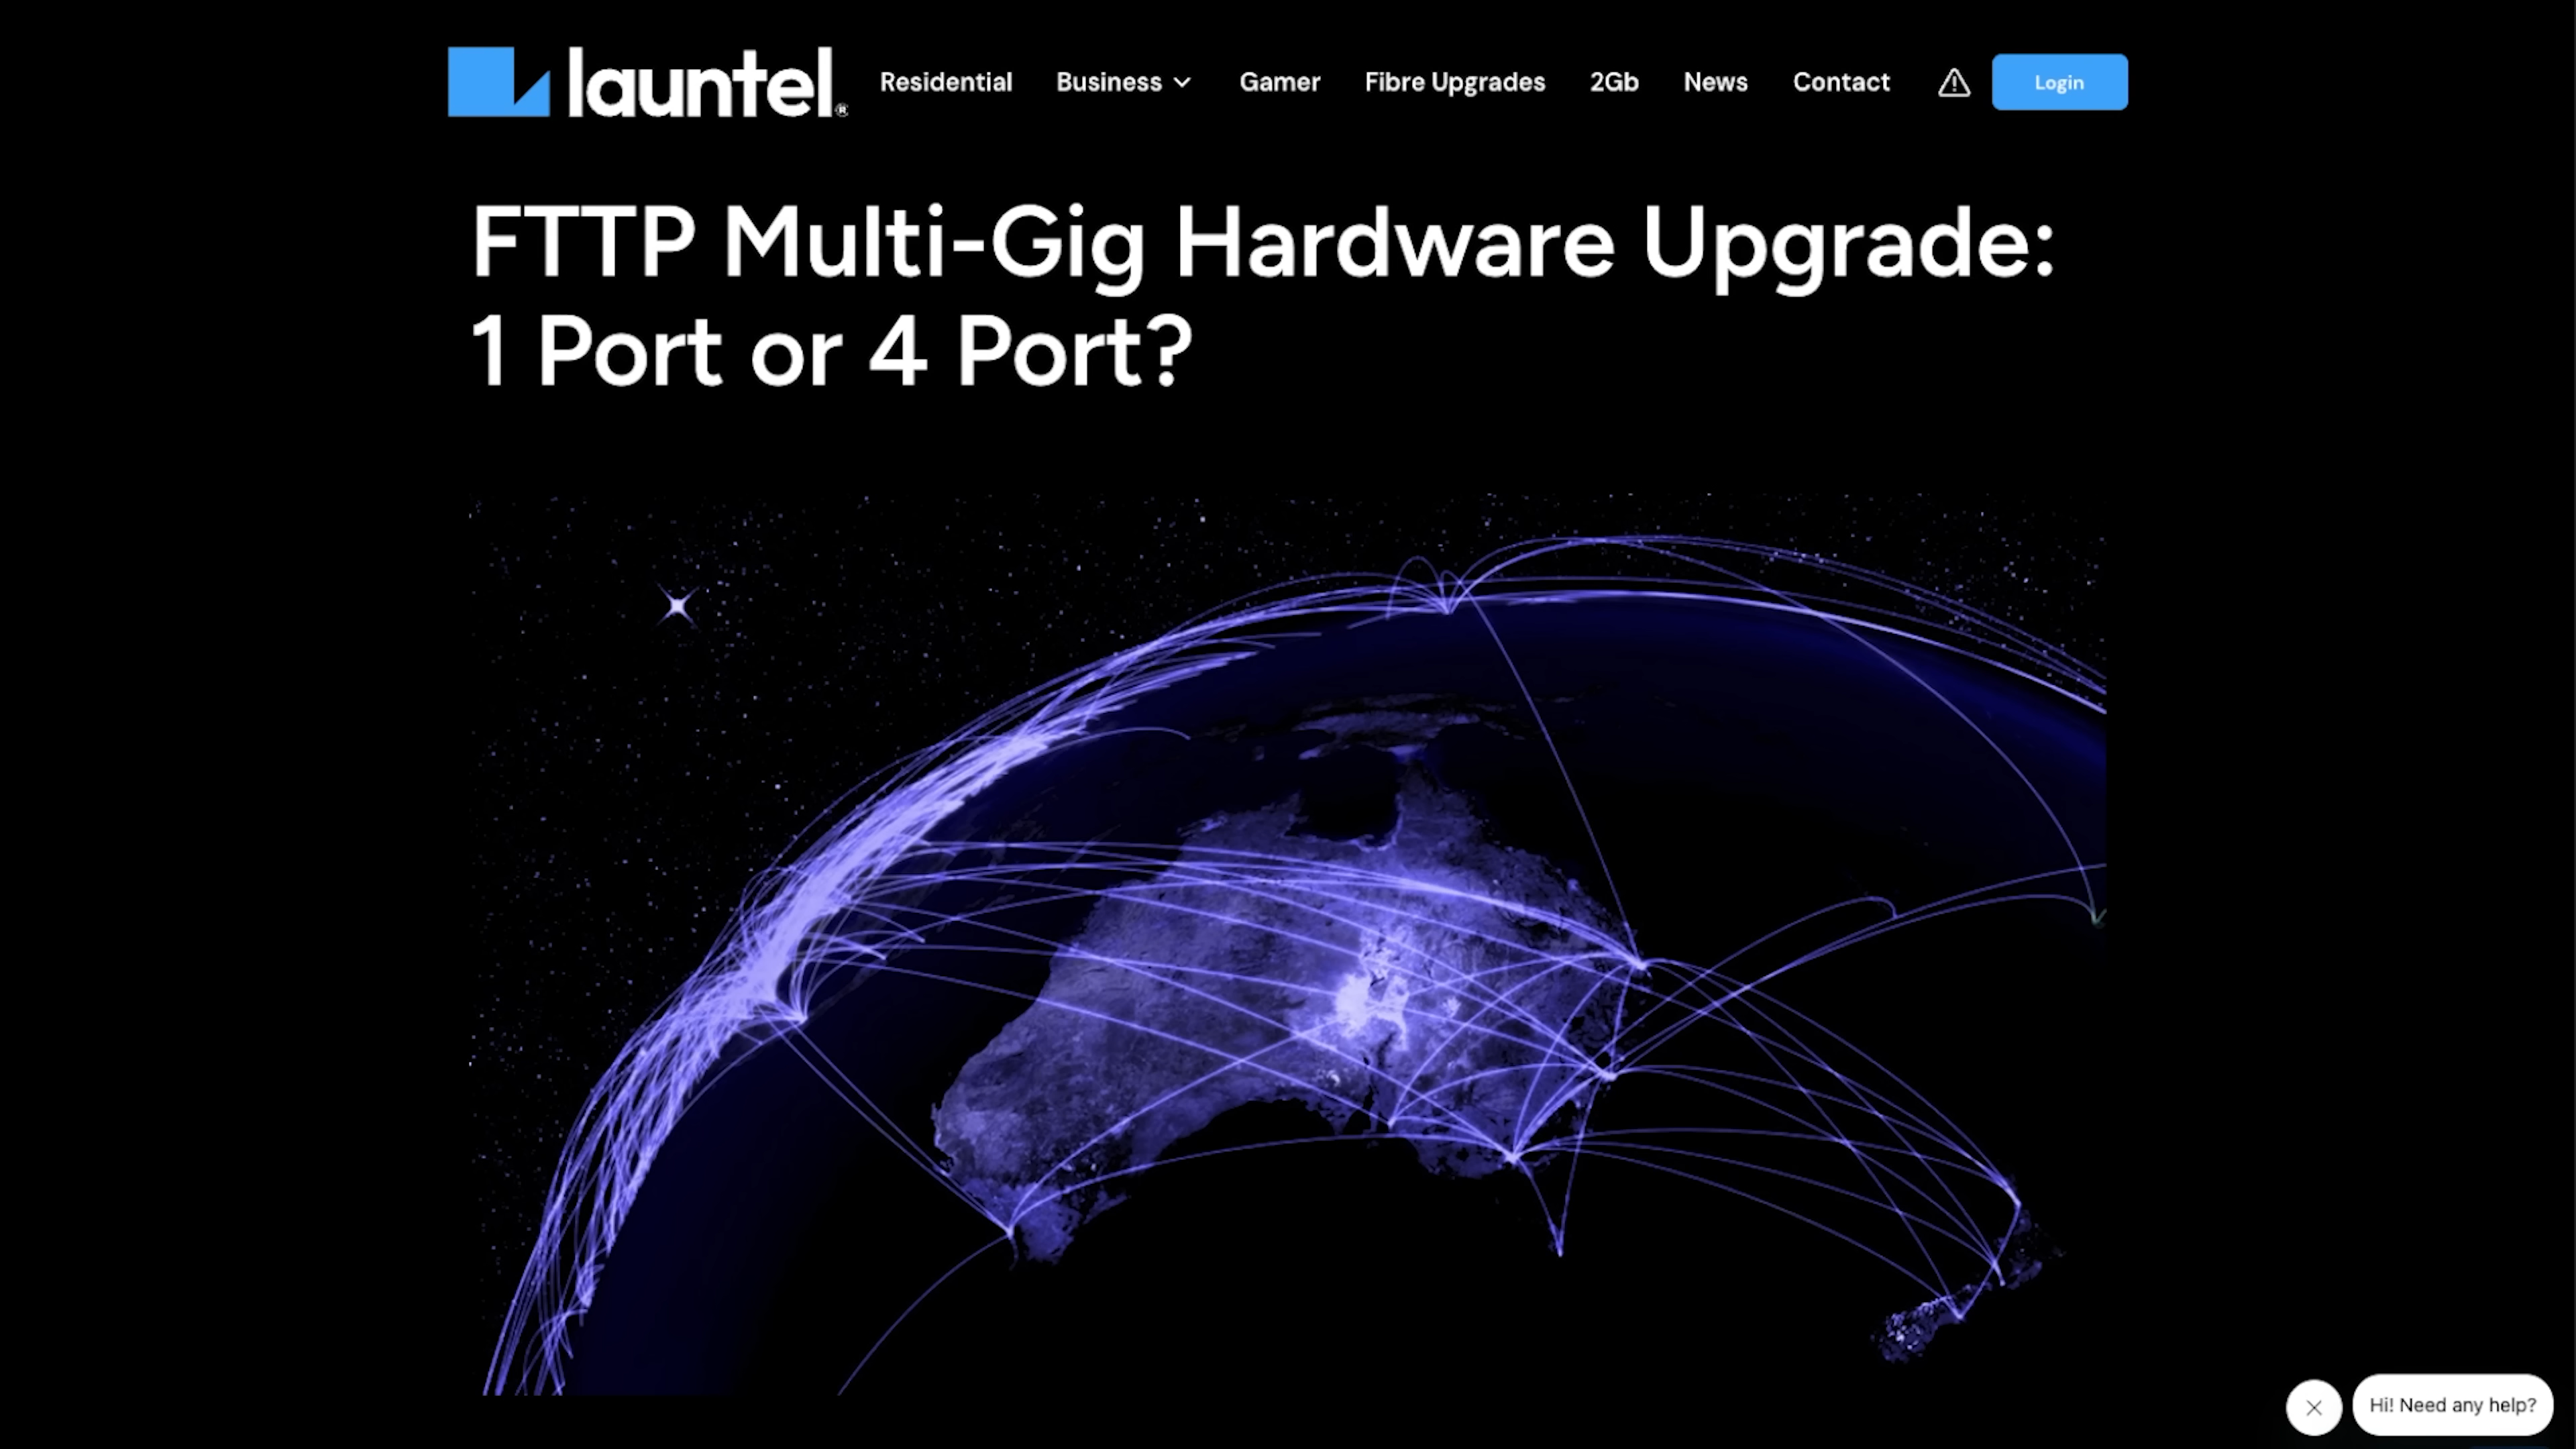 launtel®
Residential Business Gamer Fibre Upgrades 2Gb News Contact Login
FTTP Multi-Gig Hardware Upgrade:
1 Port or 4 Port?
Hi! Need any help?